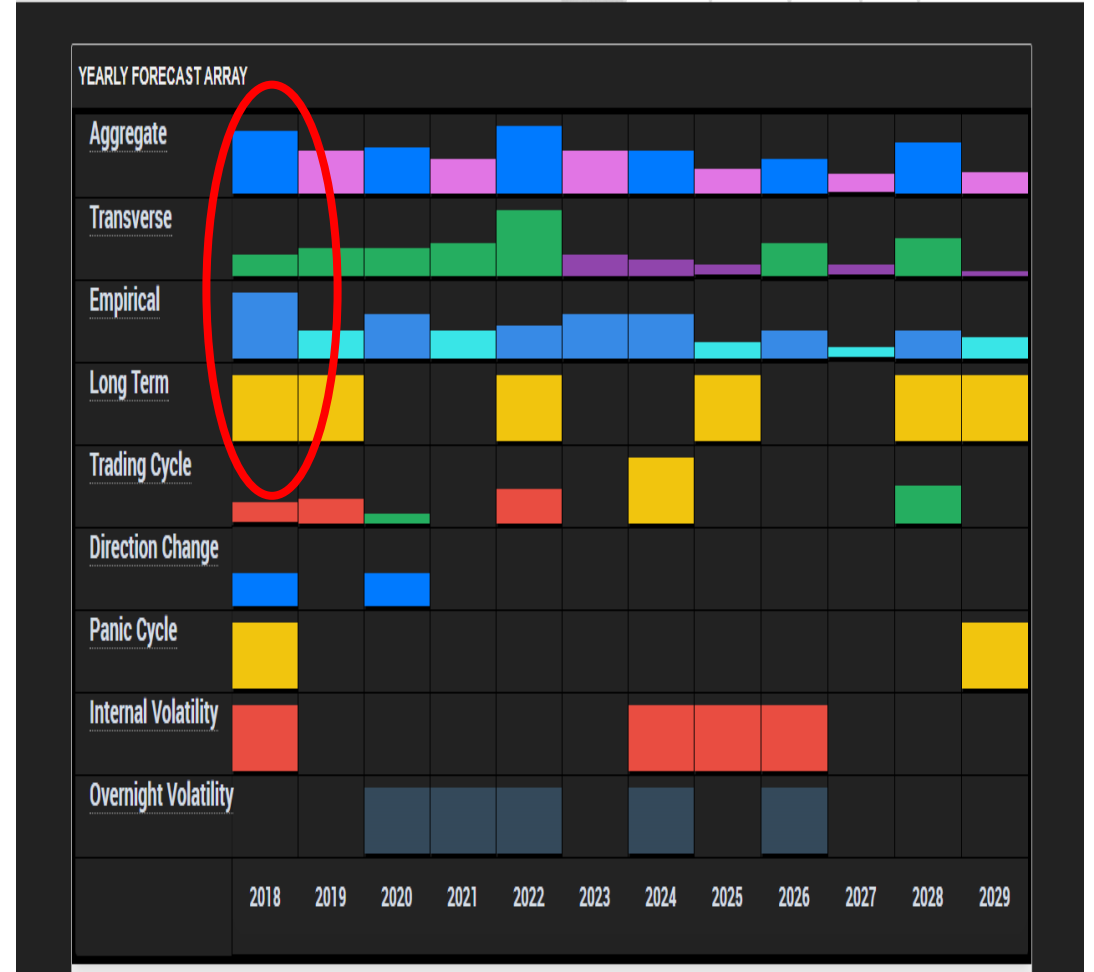 YEARLY FORECAST ARRAY
Aggregate
Transverse
Empirical
Long Term
Trading Cycle
Direction Change
Panic Cycle
Internal Volatility
Overnight Volatility
2018 2019 2020 2021 2022 2023 2024 2025 2026 2027 2028 2029